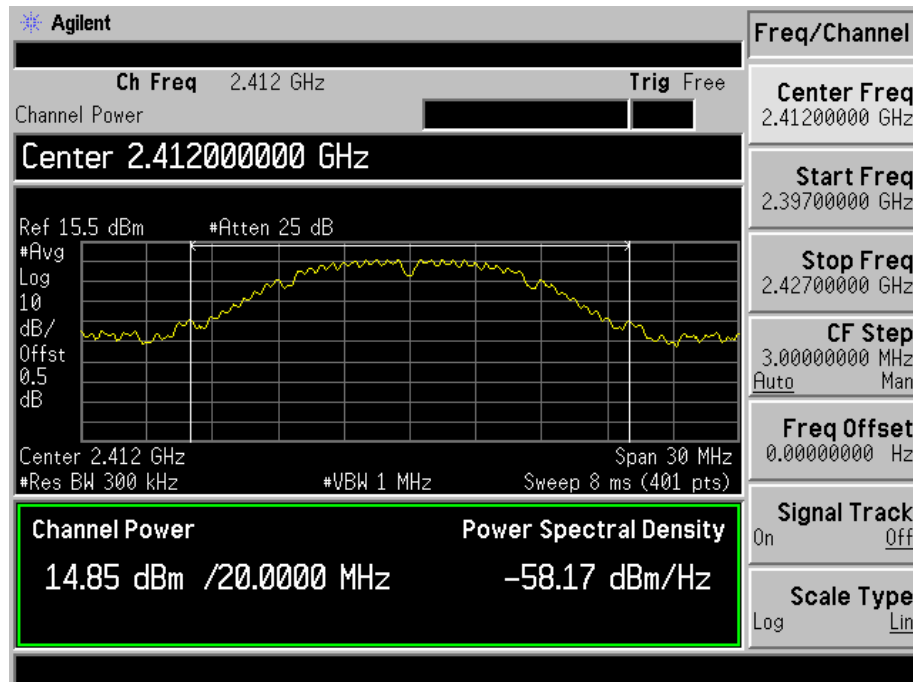 Agilent
Freq/Channel
Ch Freq 2.412 GHz Trig Free
Channel Power
Center 2.412000000 GHz
Ref 15.5 dBm #Atten 25 dB
#Avg
Log
10
dB/
Offst
0.5
dB
Center 2.412 GHz Span 30 MHz
#Res BW 300 kHz #VBW 1 MHz Sweep 8 ms (401 pts)
Channel Power Power Spectral Density
14.85 dBm /20.0000 MHz -58.17 dBm/Hz
Center Freq
2.41200000 GHz
Start Freq
2.39700000 GHz
Stop Freq
2.42700000 GHz
CF Step
3.00000000 MHz
Auto Man
Freq Offset
0.00000000 Hz
Signal Track
On Off
Scale Type
Log Lin